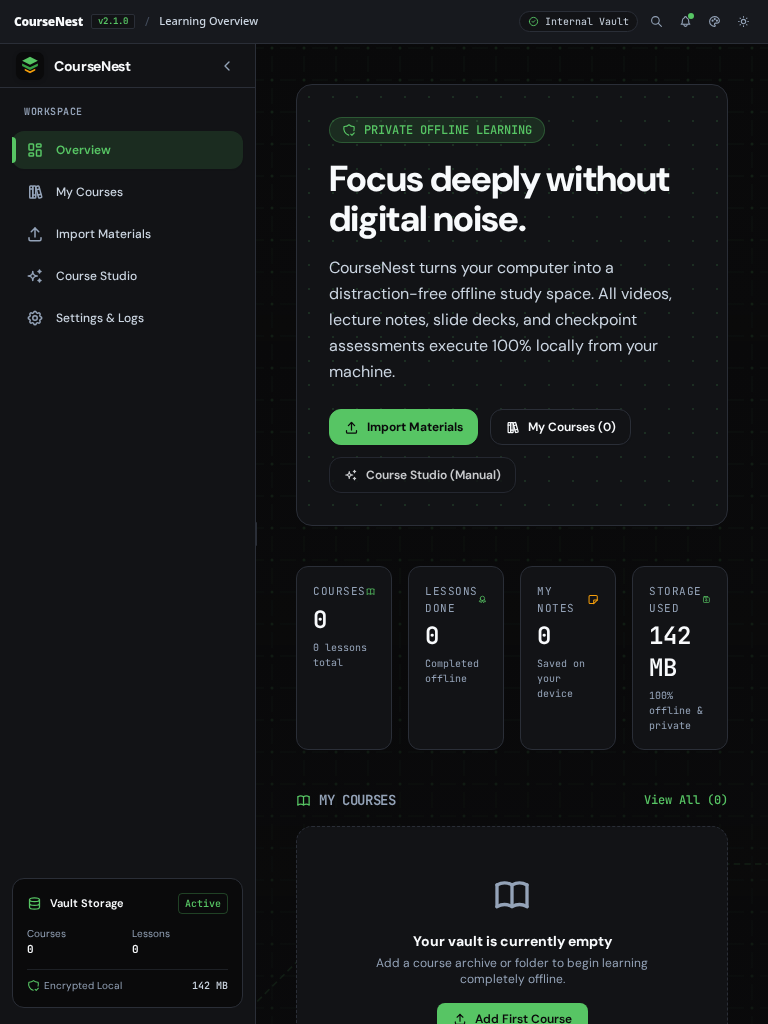 CourseNest v2.1.0 / Learning Overview
Internal Vault
CourseNest
WORKSPACE
Overview
My Courses
Import Materials
Course Studio
Settings & Logs
Vault Storage Active
Courses Lessons
0 0
Encrypted Local 142 MB
PRIVATE OFFLINE LEARNING
Focus deeply without
digital noise.
CourseNest turns your computer into a
distraction-free offline study space. All videos,
lecture notes, slide decks, and checkpoint
assessments execute 100% locally from your
machine.
Import Materials
My Courses (0)
Course Studio (Manual)
COURSES
0
0 lessons
total
LESSONS
DONE
0
Completed
offline
MY
NOTES
0
Saved on
your
device
STORAGE
USED
142
MB
100%
offline &
private
MY COURSES
View All (0)
Your vault is currently empty
Add a course archive or folder to begin learning
completely offline.
Add First Course